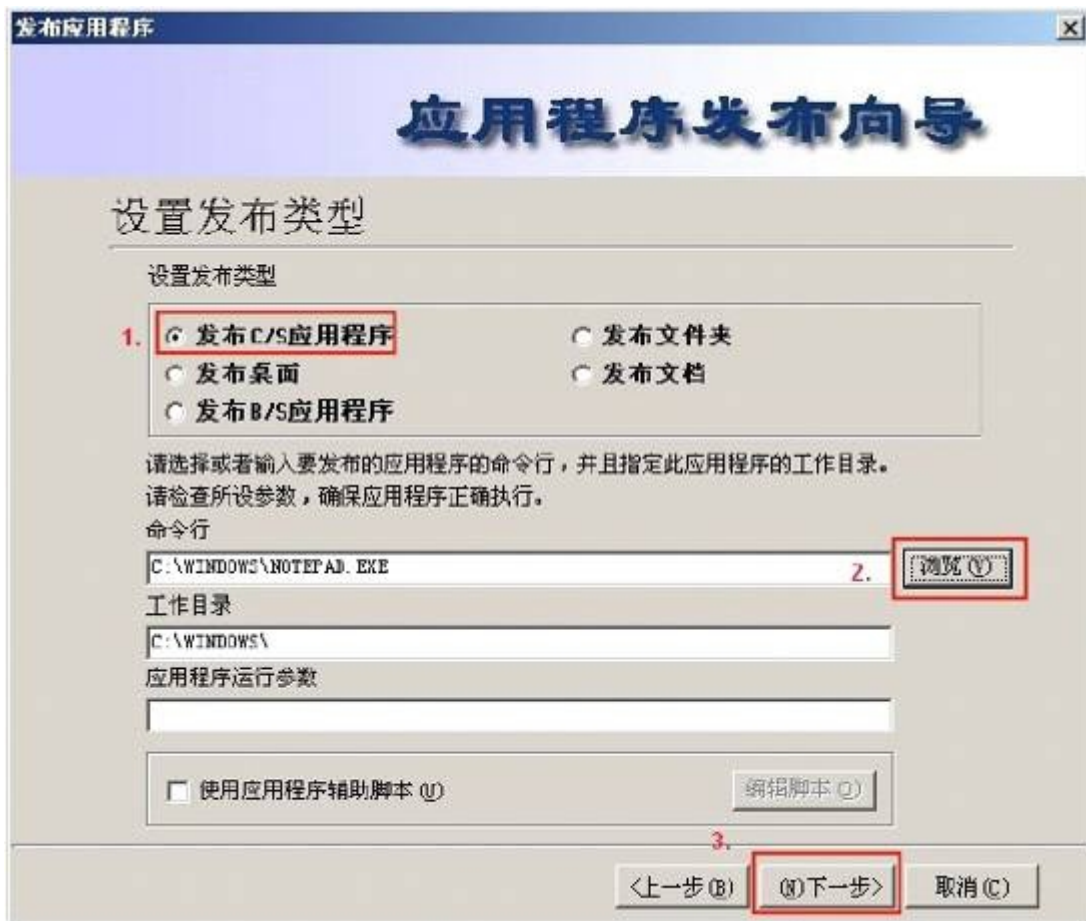 发布应用程序
应用程序发布向导
设置发布类型
设置发布类型
1. 发布C/S应用程序 发布文件夹
发布桌面 发布文档
发布B/S应用程序
请选择或者输入要发布的应用程序的命令行，并且指定此应用程序的工作目录。
请检查所设参数，确保应用程序正确执行。
命令行
C:\WINDOWS\NOTEPAD.EXE 2. 浏览(V)
工作目录
C:\WINDOWS\
应用程序运行参数
使用应用程序辅助脚本(U) 编辑脚本(O)
3.
<上一步(B) (N)下一步> 取消(C)